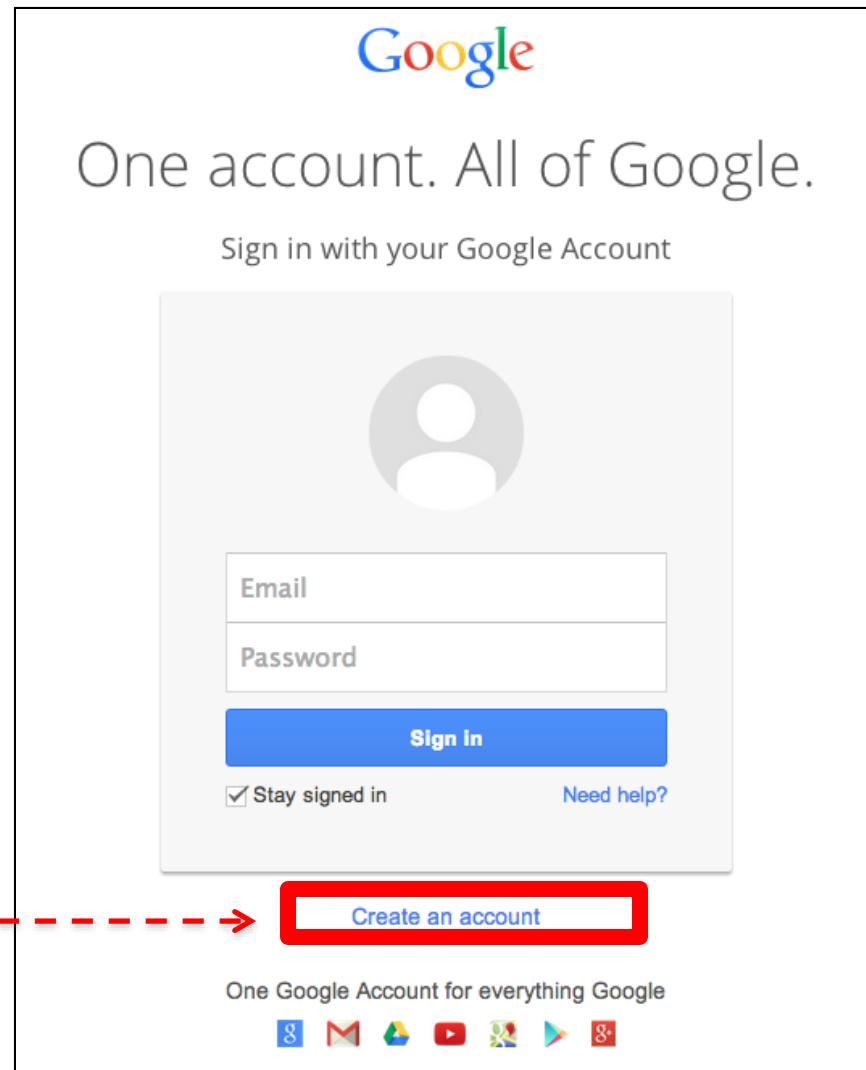 Google
One account. All of Google.
Sign in with your Google Account
Email
Password
Sign in
Stay signed in Need help?
Create an account
One Google Account for everything Google